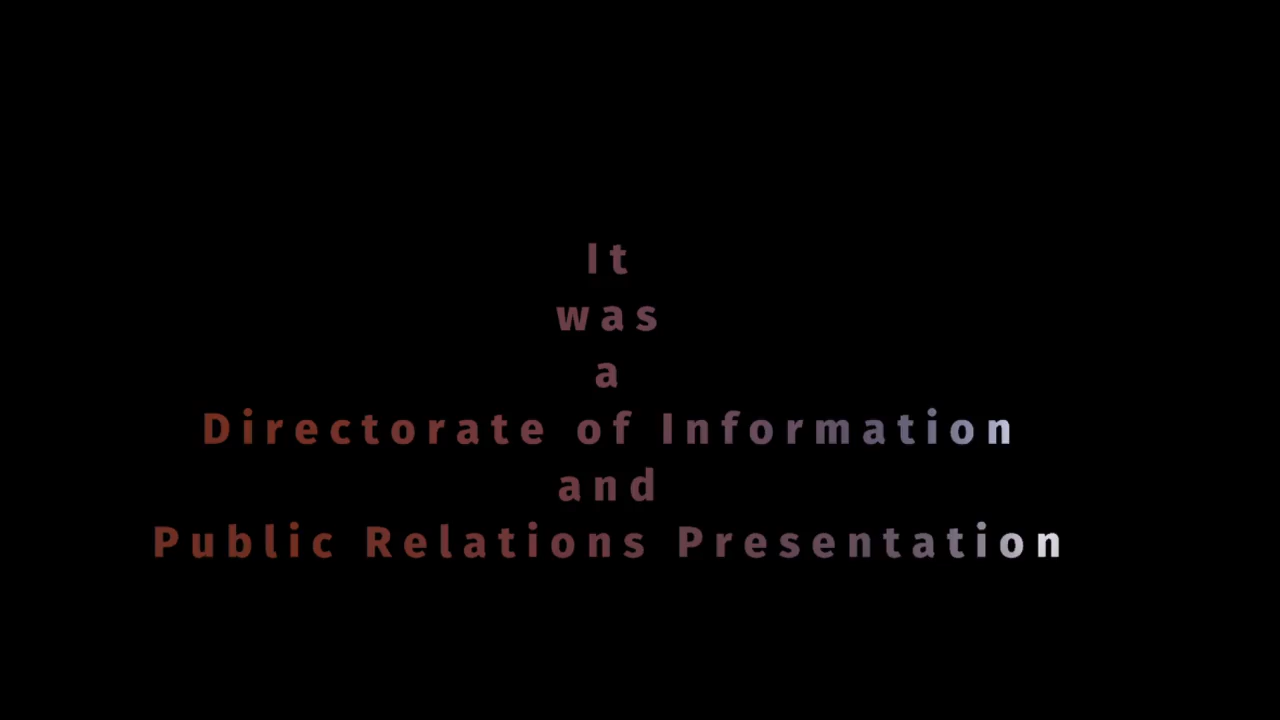 It
was
a
Directorate of Information
and
Public Relations Presentation